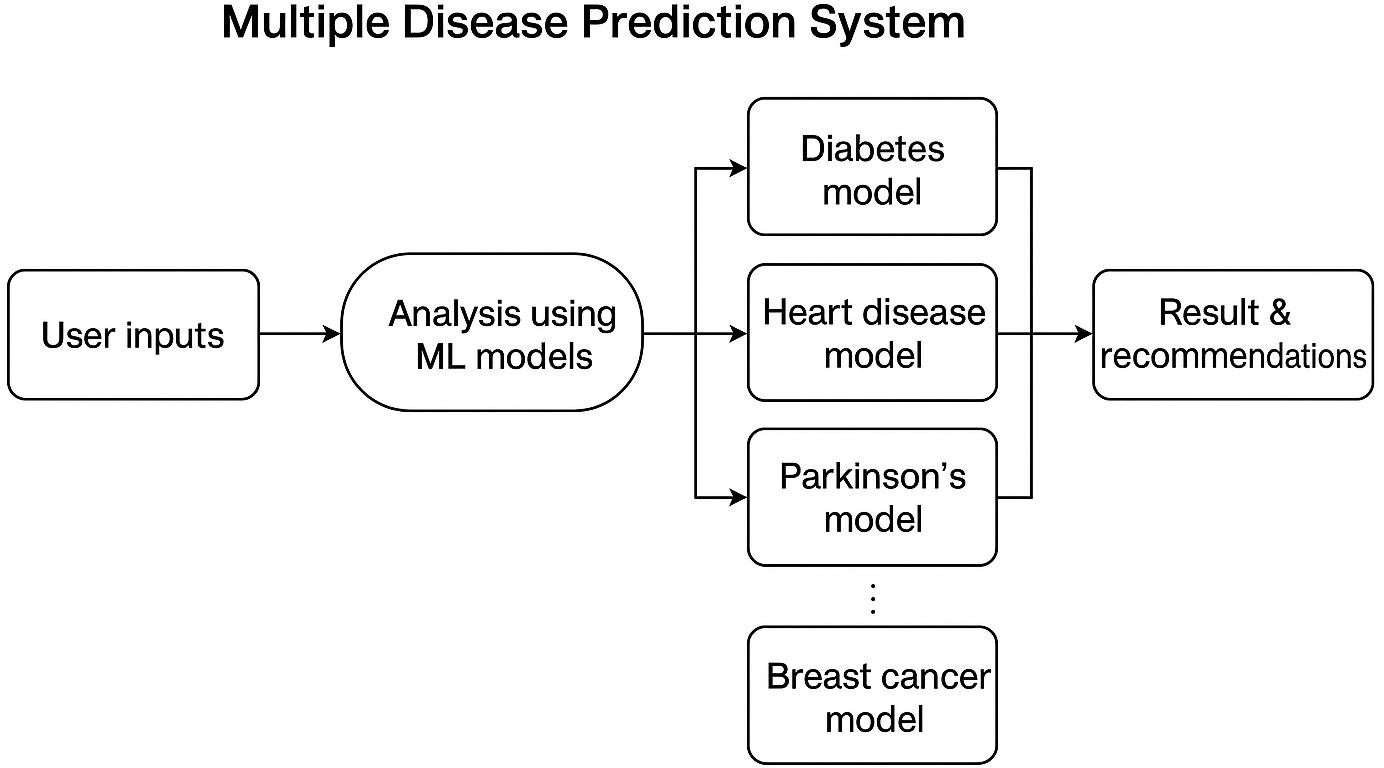 Multiple Disease Prediction System
User inputs
Analysis using
ML models
Diabetes
model
Heart disease
model
Parkinson’s
model
Breast cancer
model
Result &
recommendations